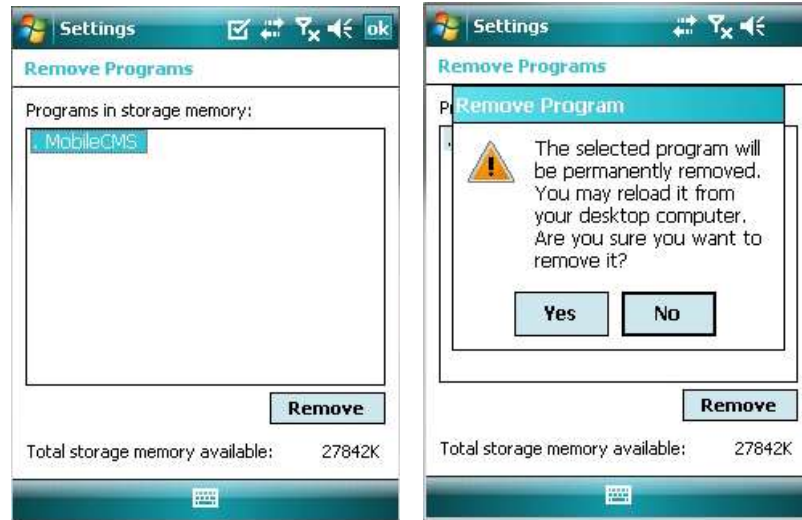 Settings
ok
Remove Programs
Programs in storage memory:
. MobileCMS
Remove
Total storage memory available: 27842K
Settings
Remove Programs
P
Remove Program
The selected program will
be permanently removed.
You may reload it from
your desktop computer.
Are you sure you want to
remove it?
Yes No
Remove
Total storage memory available: 27842K